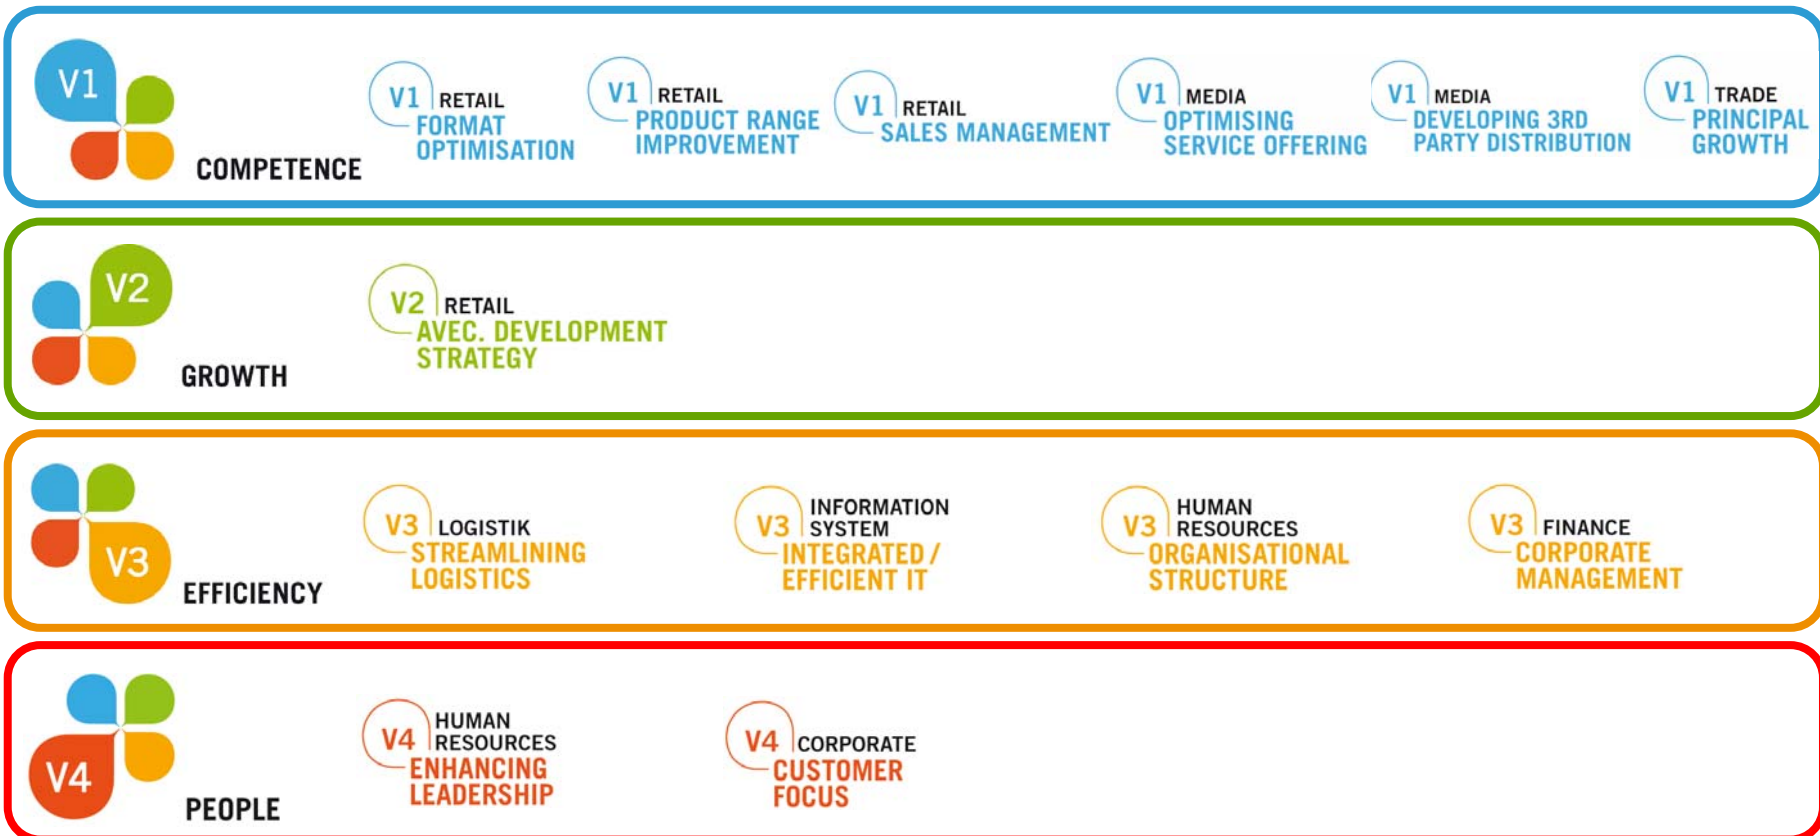 V1
COMPETENCE
V1 RETAIL
FORMAT
OPTIMISATION
V1 RETAIL
PRODUCT RANGE
IMPROVEMENT
V1 RETAIL
SALES MANAGEMENT
V1 MEDIA
OPTIMISING
SERVICE OFFERING
V1 MEDIA
DEVELOPING 3RD
PARTY DISTRIBUTION
V1 TRADE
PRINCIPAL
GROWTH
V2
GROWTH
V2 RETAIL
AVEC. DEVELOPMENT
STRATEGY
V3
EFFICIENCY
V3 LOGISTIK
STREAMLINING
LOGISTICS
V3 INFORMATION
SYSTEM
INTEGRATED /
EFFICIENT IT
V3 HUMAN
RESOURCES
ORGANISATIONAL
STRUCTURE
V3 FINANCE
CORPORATE
MANAGEMENT
V4
PEOPLE
V4 HUMAN
RESOURCES
ENHANCING
LEADERSHIP
V4 CORPORATE
CUSTOMER
FOCUS